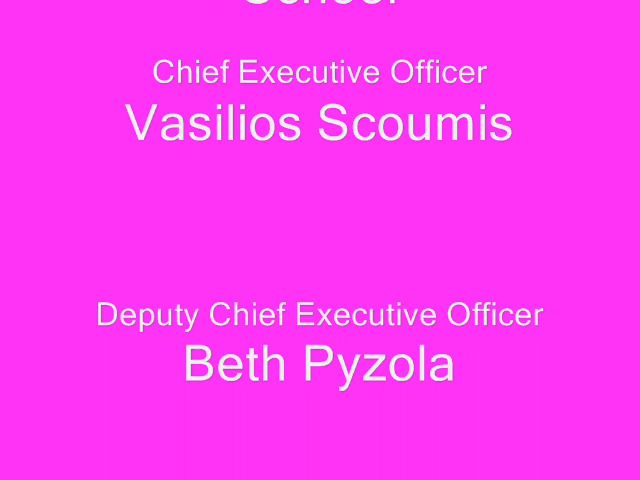 Chief Executive Officer
Vasilios Scoumis
Deputy Chief Executive Officer
Beth Pyzola